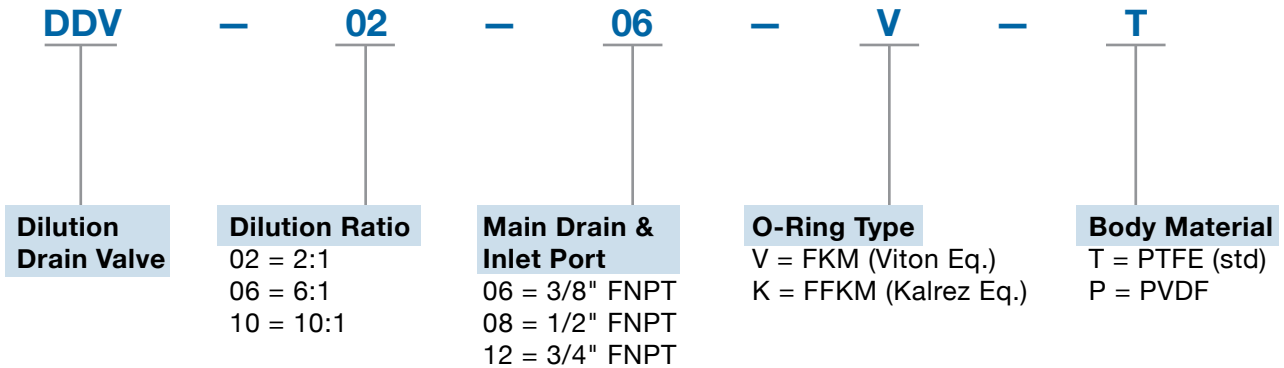 DDV — 02 — 06 — V — T
Dilution
Drain Valve
Dilution Ratio
02 = 2:1
06 = 6:1
10 = 10:1
Main Drain &
Inlet Port
06 = 3/8" FNPT
08 = 1/2" FNPT
12 = 3/4" FNPT
O-Ring Type
V = FKM (Viton Eq.)
K = FFKM (Kalrez Eq.)
Body Material
T = PTFE (std)
P = PVDF